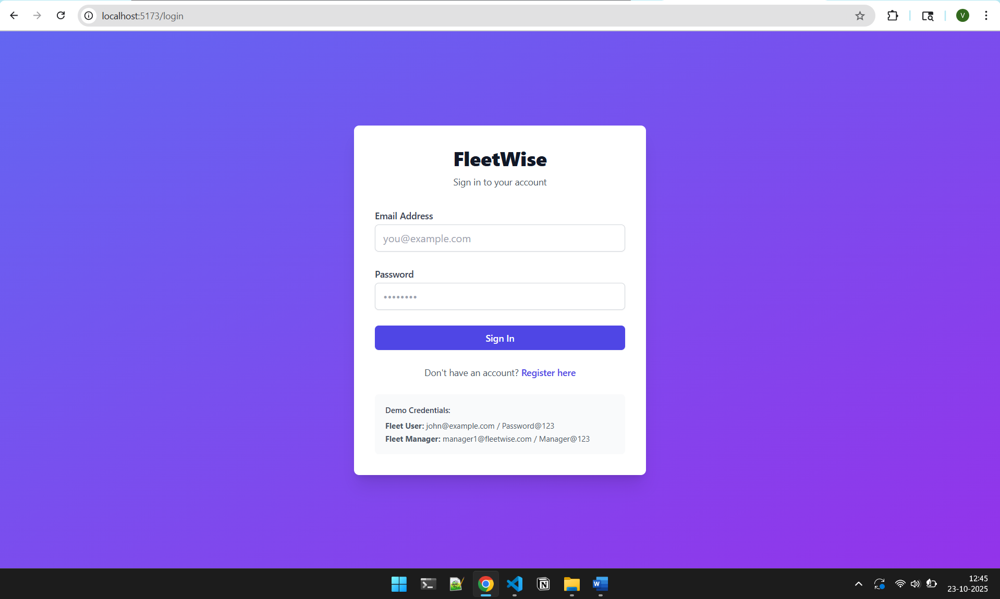 localhost:5173/login
V
FleetWise
Sign in to your account
Email Address
you@example.com
Password
••••••••
Sign In
Don't have an account? Register here
Demo Credentials:
Fleet User: john@example.com / Password@123
Fleet Manager: manager1@fleetwise.com / Manager@123
12:45
23-10-2025